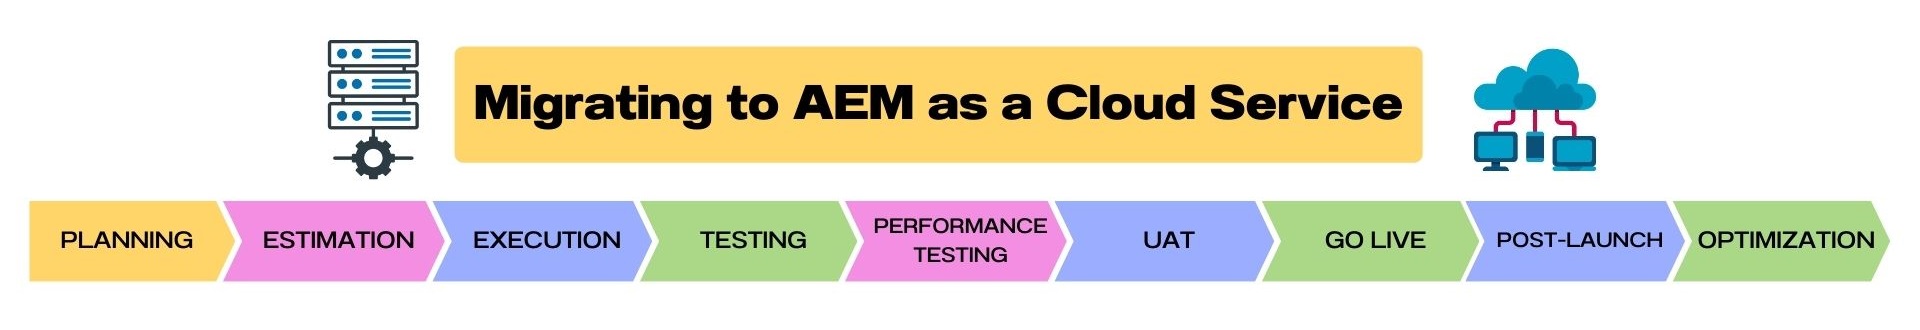 Migrating to AEM as a Cloud Service
PLANNING
ESTIMATION
EXECUTION
TESTING
PERFORMANCE
TESTING
UAT
GO LIVE
POST-LAUNCH
OPTIMIZATION